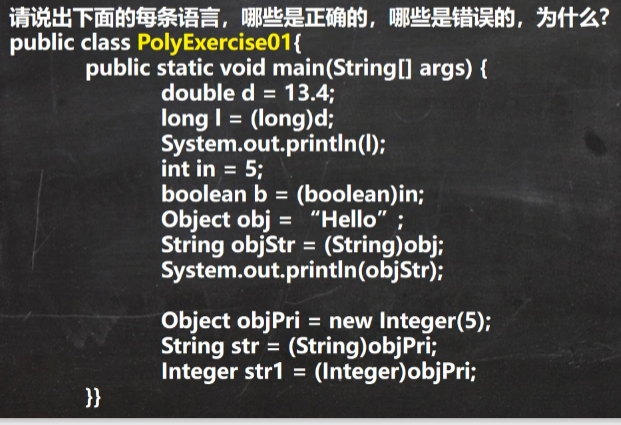 请说出下面的每条语言，哪些是正确的，哪些是错误的，为什么?
public class PolyExercise01{
public static void main(String[] args) {
double d = 13.4;
long l = (long)d;
System.out.println(l);
int in = 5;
boolean b = (boolean)in;
Object obj = “Hello” ;
String objStr = (String)obj;
System.out.println(objStr);
Object objPri = new Integer(5);
String str = (String)objPri;
Integer str1 = (Integer)objPri;
}}